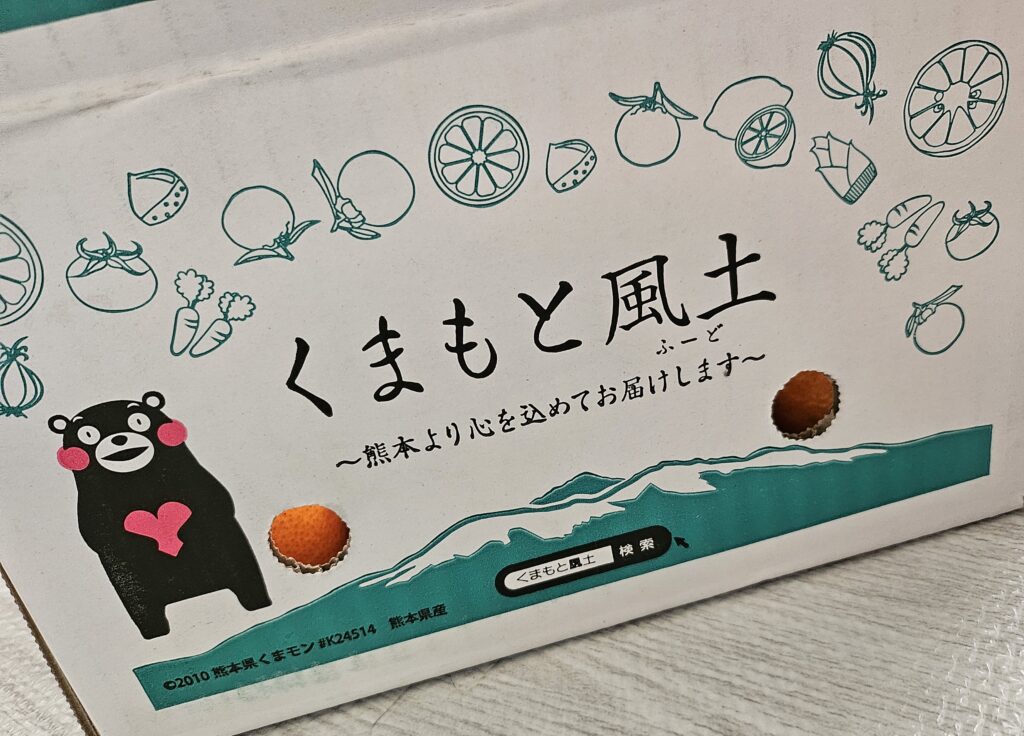 くまもと風土
ふーど
～熊本より心を込めてお届けします～
くまもと風土 検索
©2010 熊本県くまモン #K24514 熊本県産